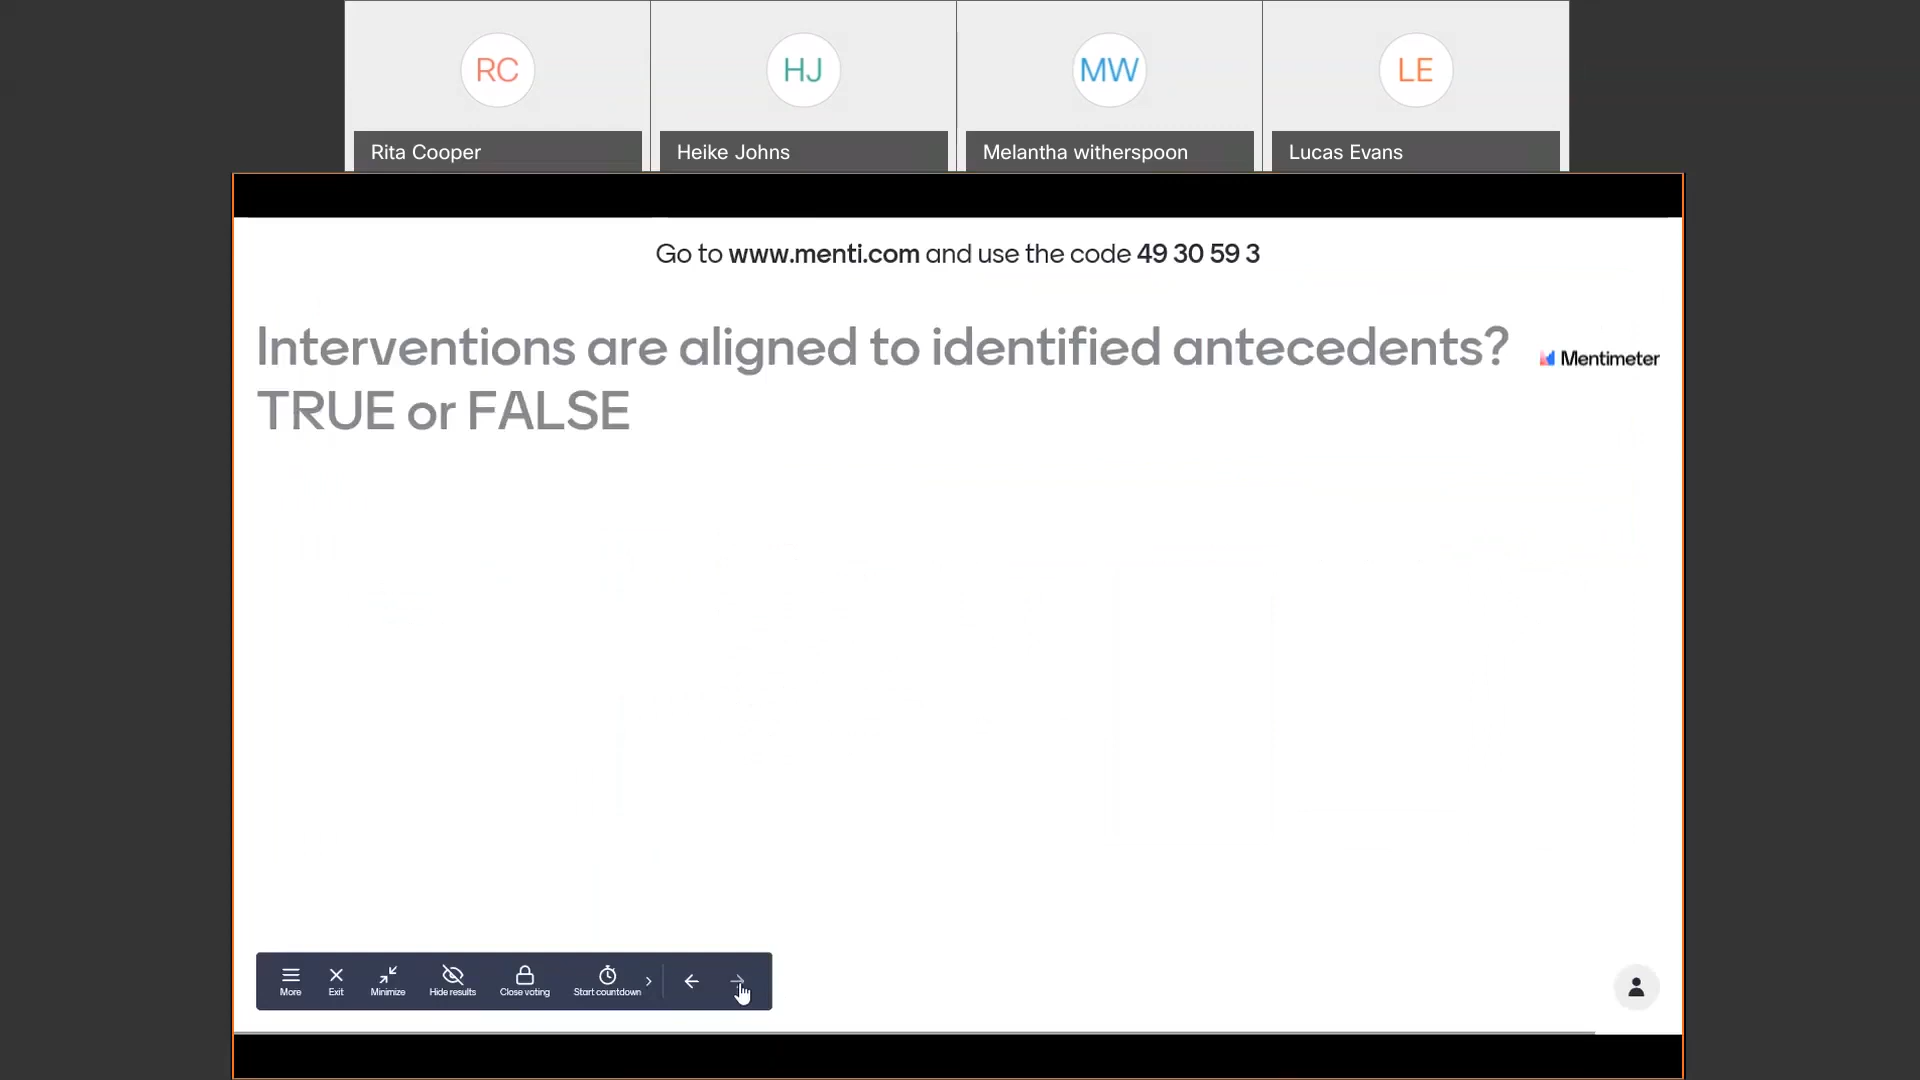 RC
HJ
MW
LE
Rita Cooper
Heike Johns
Melantha witherspoon
Lucas Evans
Go to www.menti.com and use the code 49 30 59 3
Interventions are aligned to identified antecedents?
TRUE or FALSE
Mentimeter
More
Exit
Minimize
Hide results
Close voting
Start countdown